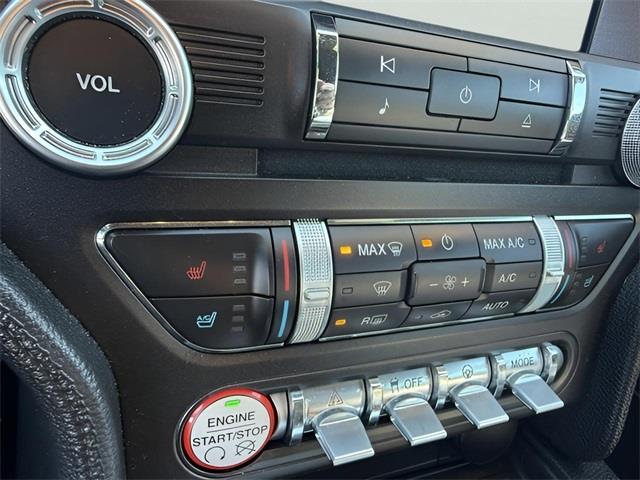 VOL
MAX
MAX A/C
A/C
R
AUTO
A/C
OFF
MODE
ENGINE
START/STOP